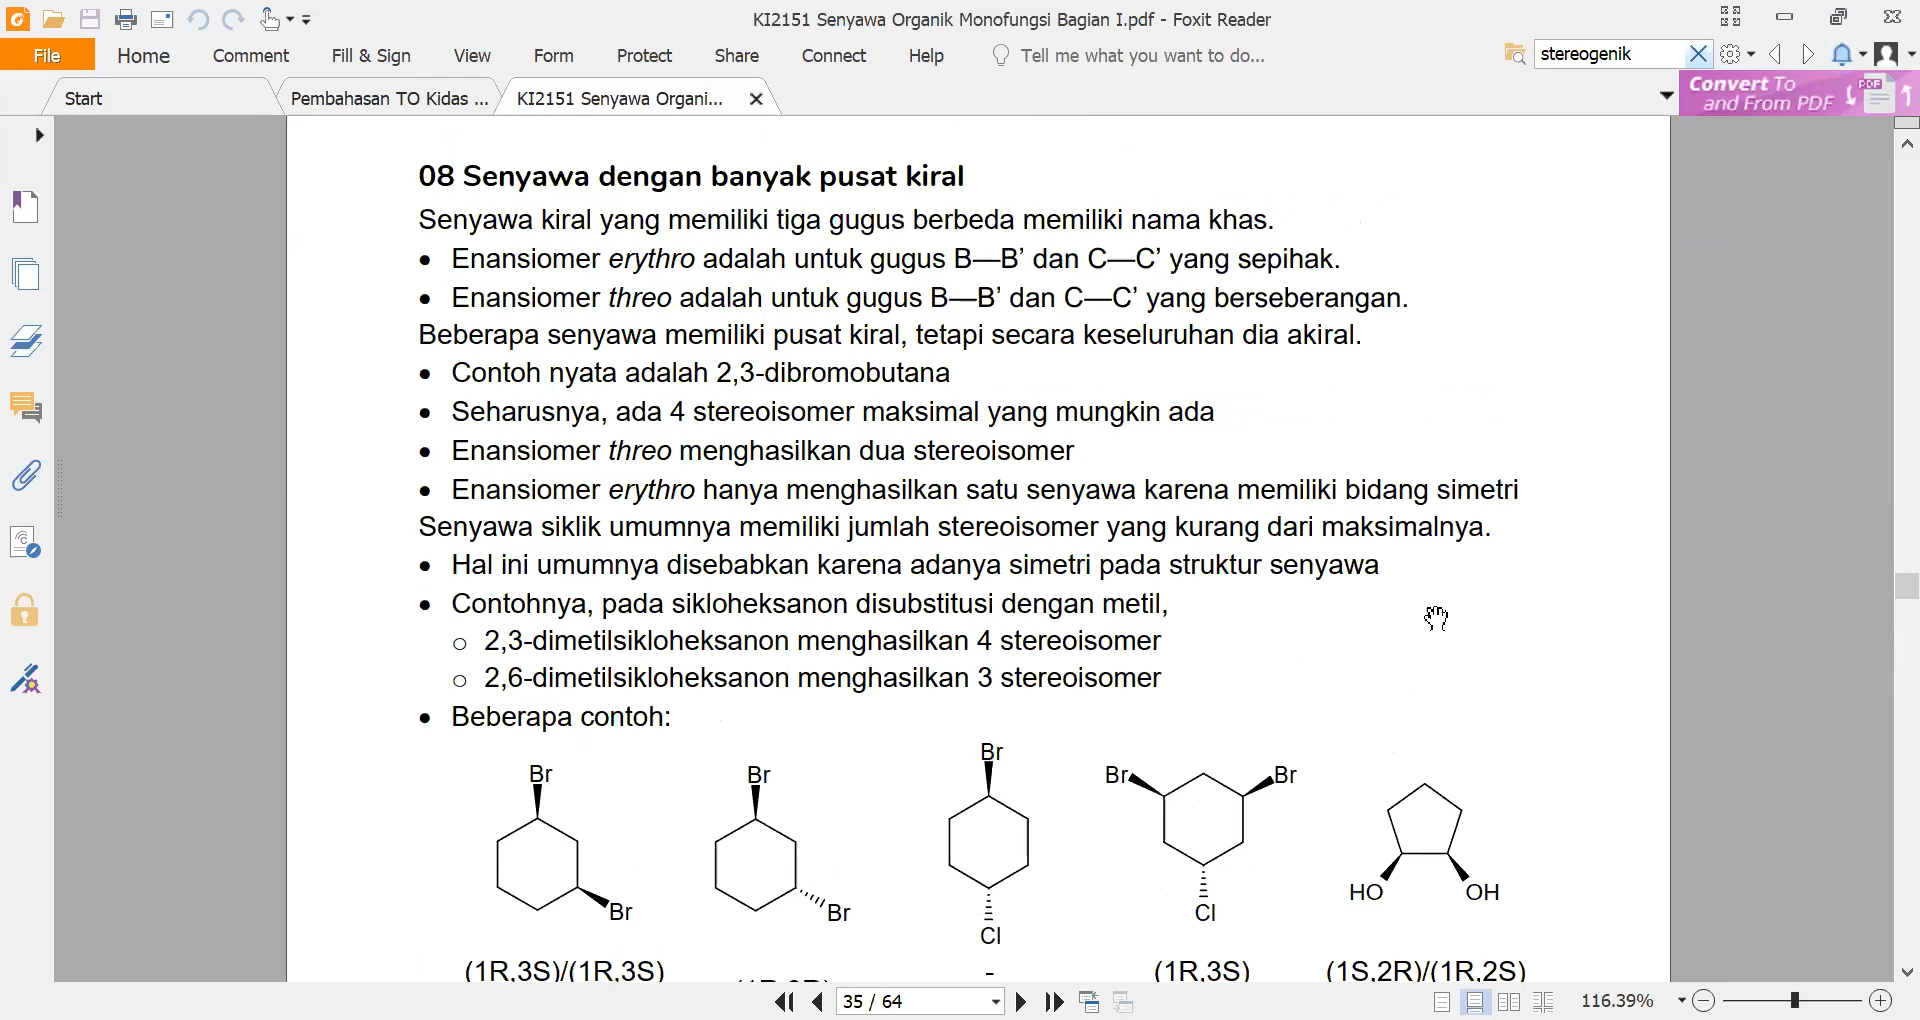 KI2151 Senyawa Organik Monofungsi Bagian I.pdf - Foxit Reader
File Home Comment Fill & Sign View Form Protect Share Connect Help Tell me what you want to do... stereogenik
Start Pembahasan TO Kidas ... KI2151 Senyawa Organi... Convert To and From PDF
PDF
08 Senyawa dengan banyak pusat kiral
Senyawa kiral yang memiliki tiga gugus berbeda memiliki nama khas.
• Enansiomer erythro adalah untuk gugus B—B’ dan C—C’ yang sepihak.
• Enansiomer threo adalah untuk gugus B—B’ dan C—C’ yang berseberangan.
Beberapa senyawa memiliki pusat kiral, tetapi secara keseluruhan dia akiral.
• Contoh nyata adalah 2,3-dibromobutana
• Seharusnya, ada 4 stereoisomer maksimal yang mungkin ada
• Enansiomer threo menghasilkan dua stereoisomer
• Enansiomer erythro hanya menghasilkan satu senyawa karena memiliki bidang simetri
Senyawa siklik umumnya memiliki jumlah stereoisomer yang kurang dari maksimalnya.
• Hal ini umumnya disebabkan karena adanya simetri pada struktur senyawa
• Contohnya, pada sikloheksanon disubstitusi dengan metil,
o 2,3-dimetilsikloheksanon menghasilkan 4 stereoisomer
o 2,6-dimetilsikloheksanon menghasilkan 3 stereoisomer
• Beberapa contoh:
Br Br Br Br Br
Br Br Cl Cl HO OH
(1R,3S)/(1R,3S) - (1R,3S) (1S,2R)/(1R,2S)
35 / 64 116.39%